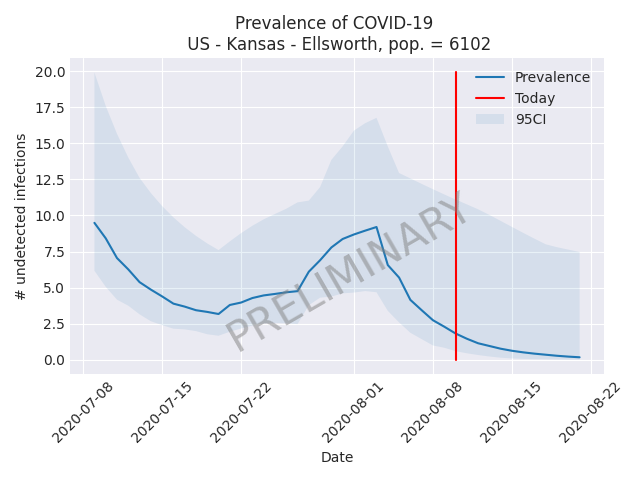 Prevalence of COVID-19
US - Kansas - Ellsworth, pop. = 6102
20.0
17.5
15.0
12.5
10.0
7.5
5.0
2.5
0.0
# undetected infections
Prevalence
Today
95CI
PRELIMINARY
2020-07-08
2020-07-15
2020-07-22
2020-08-01
2020-08-08
2020-08-15
2020-08-22
Date